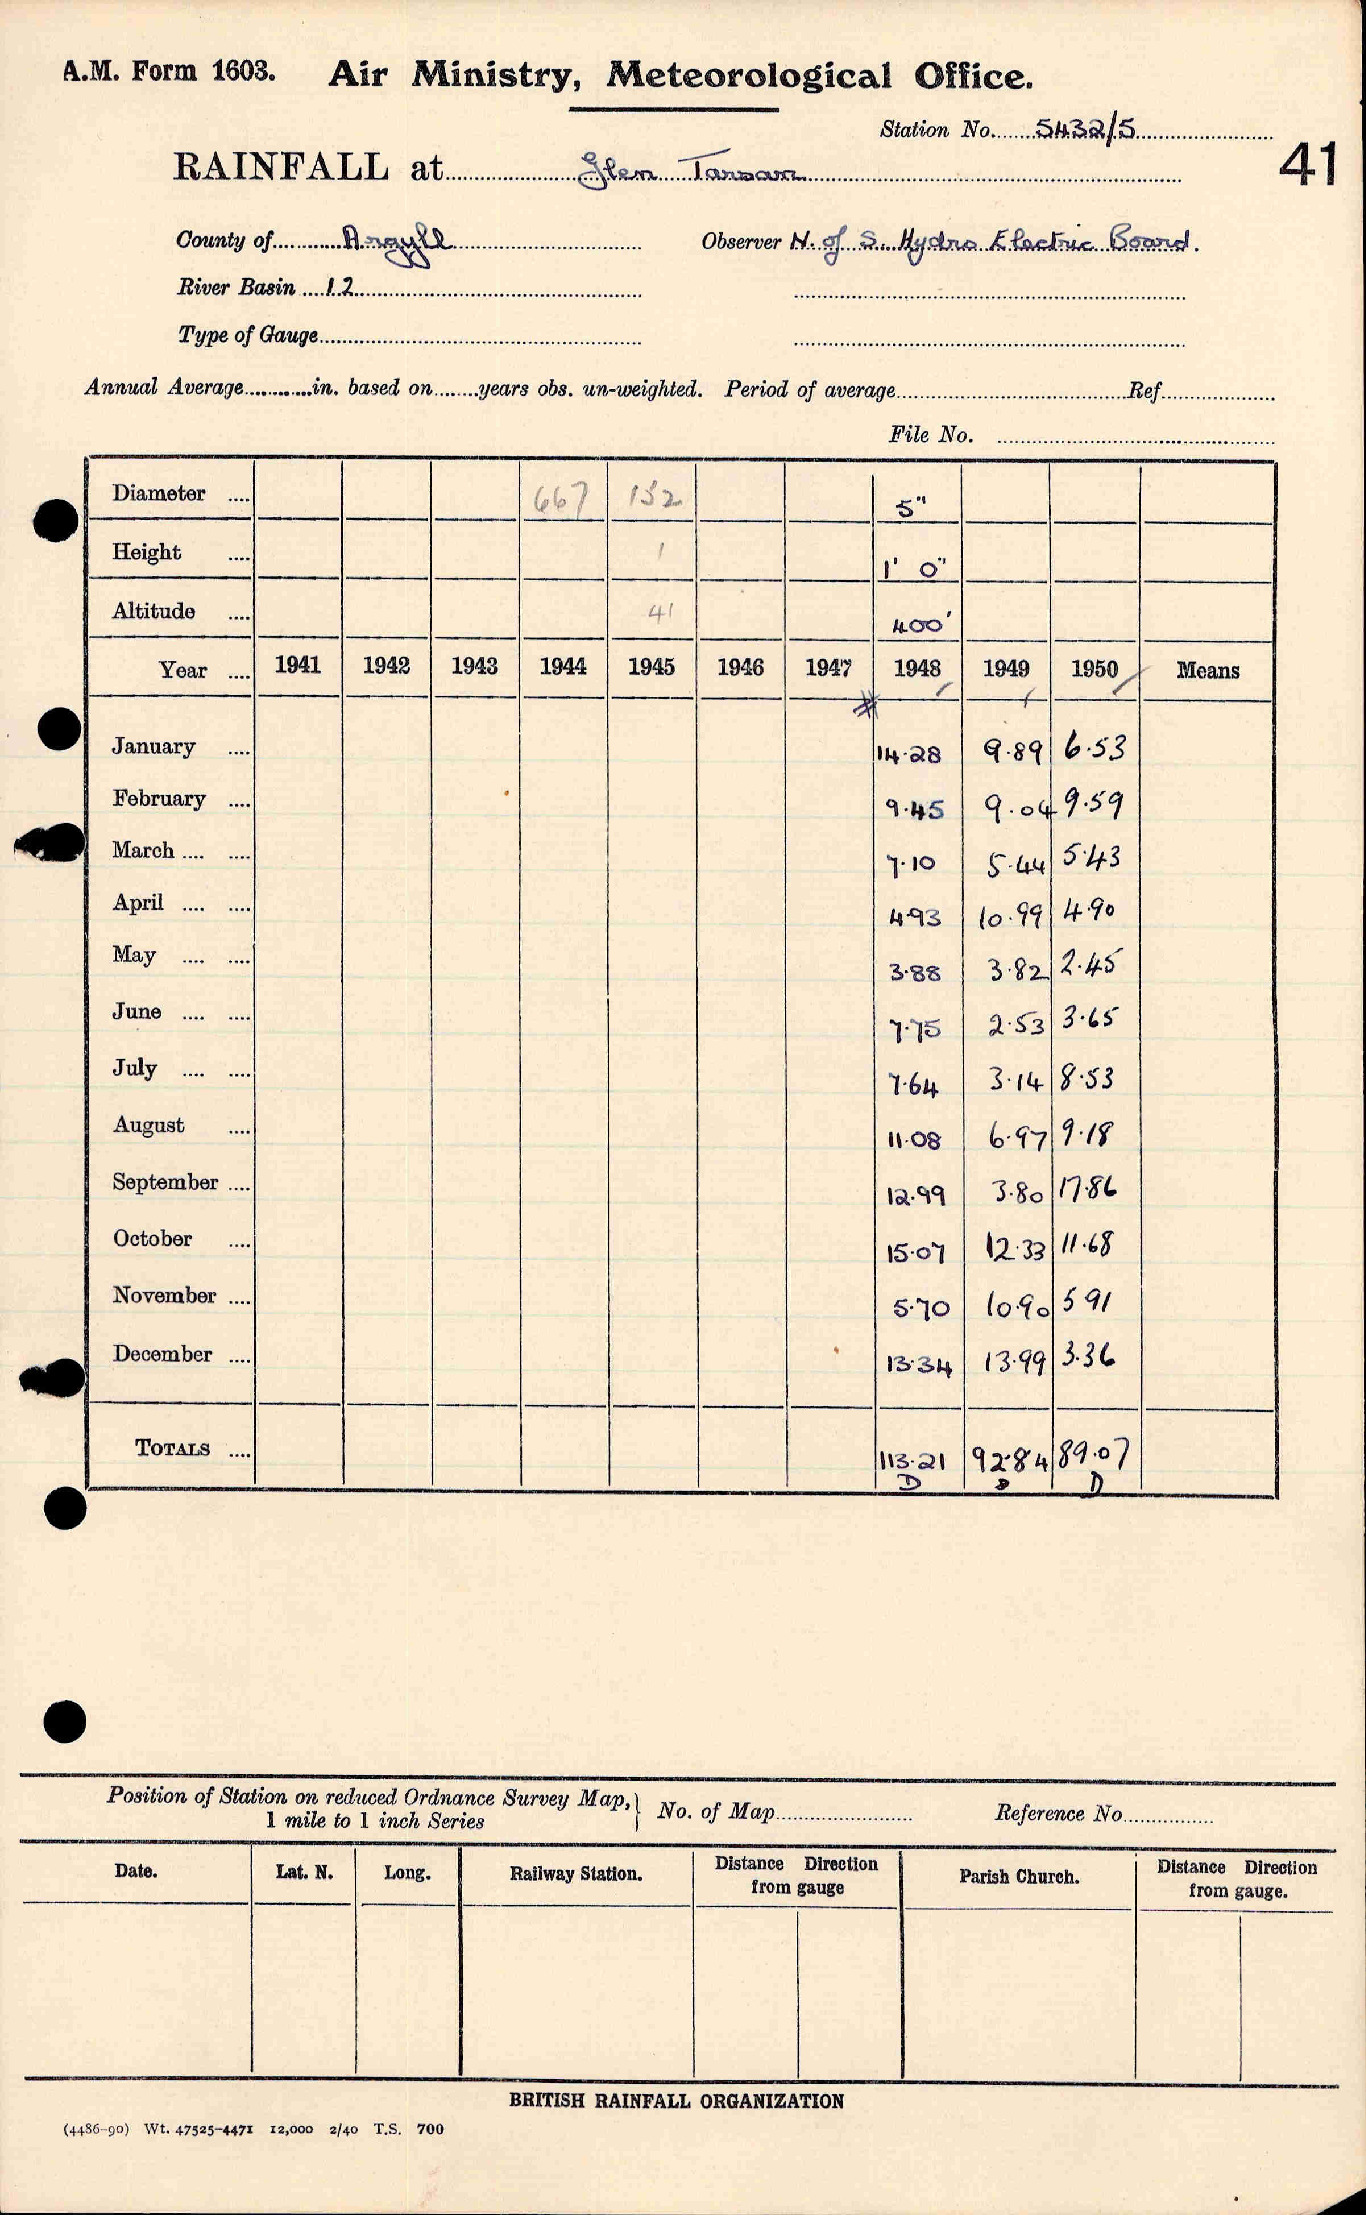 A.M. Form 1603. Air Ministry, Meteorological Office.
Station No. 5432/5
41
RAINFALL at Glen Tarsan
County of Argyll Observer N. of S. Hydro Electric Board.
River Basin 12
Type of Gauge
Annual Average in. based on years obs. un-weighted. Period of average Ref
File No.
Diameter 667 152 5"
Height 1 1' 0"
Altitude 41 400'
Year 1941 1942 1943 1944 1945 1946 1947 1948 1949 1950 Means
January 14.28 9.89 6.53
February 9.45 9.04 9.59
March 7.10 5.44 5.43
April 4.93 10.99 4.90
May 3.88 3.82 2.45
June 7.75 2.53 3.65
July 7.64 3.14 8.53
August 11.08 6.97 9.18
September 12.99 3.80 17.86
October 15.07 12.33 11.68
November 5.70 10.90 5 91
December 13.34 13.99 3.36
TOTALS 113.21 92.84 89.07
D D D
Position of Station on reduced Ordnance Survey Map, No. of Map Reference No.
1 mile to 1 inch Series
Date. Lat. N. Long. Railway Station. Distance Direction Parish Church. Distance Direction
from gauge from gauge.
BRITISH RAINFALL ORGANIZATION
(4486-90) Wt. 47525-4471 12,000 2/40 T.S. 700